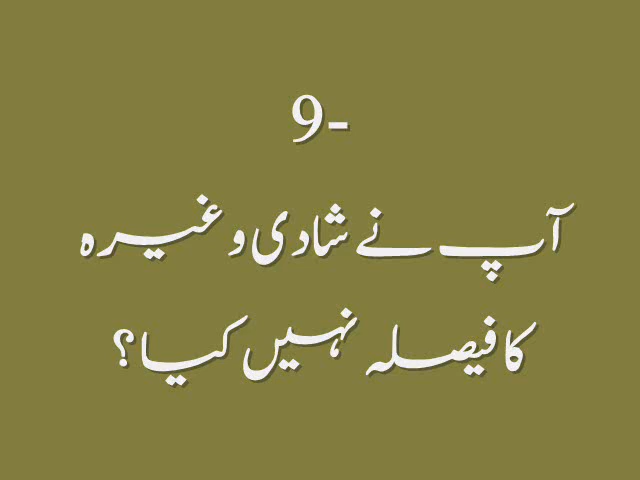 9-
آپ نے شادی وغیرہ
کا فیصلہ نہیں کیا؟